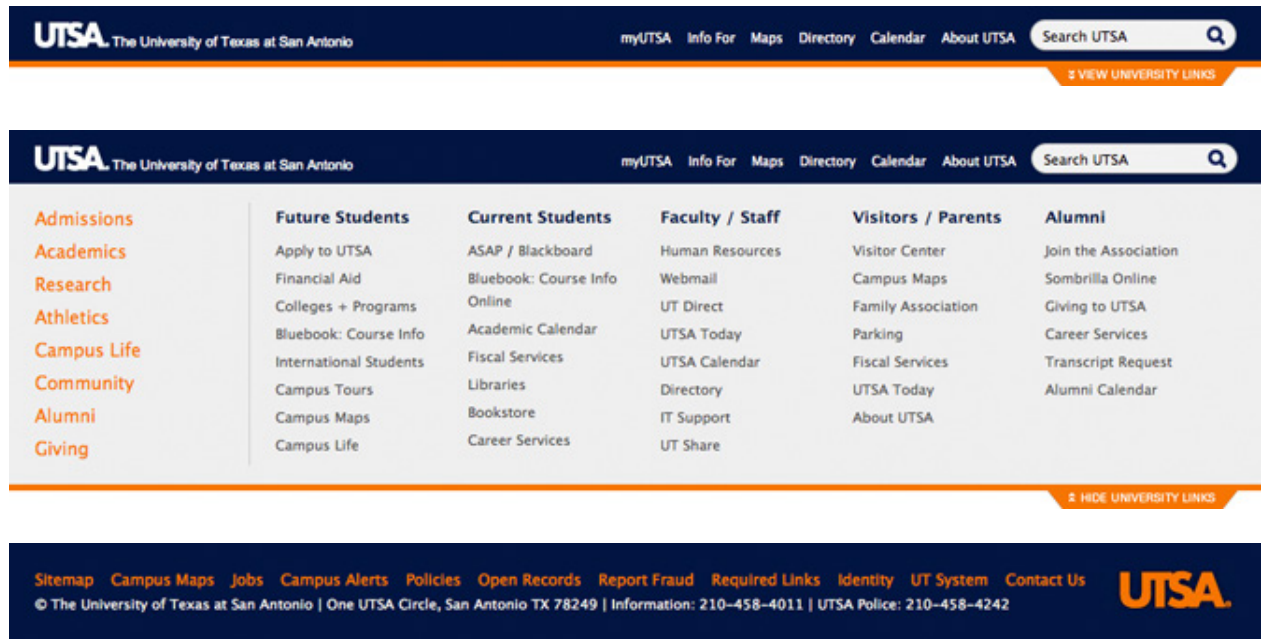 UTSA. The University of Texas at San Antonio myUTSA Info For Maps Directory Calendar About UTSA Search UTSA
VIEW UNIVERSITY LINKS
UTSA. The University of Texas at San Antonio myUTSA Info For Maps Directory Calendar About UTSA Search UTSA
Admissions
Academics
Research
Athletics
Campus Life
Community
Alumni
Giving
Future Students
Apply to UTSA
Financial Aid
Colleges + Programs
Bluebook: Course Info
International Students
Campus Tours
Campus Maps
Campus Life
Current Students
ASAP / Blackboard
Bluebook: Course Info
Online
Academic Calendar
Fiscal Services
Libraries
Bookstore
Career Services
Faculty / Staff
Human Resources
Webmail
UT Direct
UTSA Today
UTSA Calendar
Directory
IT Support
UT Share
Visitors / Parents
Visitor Center
Campus Maps
Family Association
Parking
Fiscal Services
UTSA Today
About UTSA
Alumni
Join the Association
Sombrilla Online
Giving to UTSA
Career Services
Transcript Request
Alumni Calendar
HIDE UNIVERSITY LINKS
Sitemap Campus Maps Jobs Campus Alerts Policies Open Records Report Fraud Required Links Identity UT System Contact Us
© The University of Texas at San Antonio | One UTSA Circle, San Antonio TX 78249 | Information: 210-458-4011 | UTSA Police: 210-458-4242
UTSA.